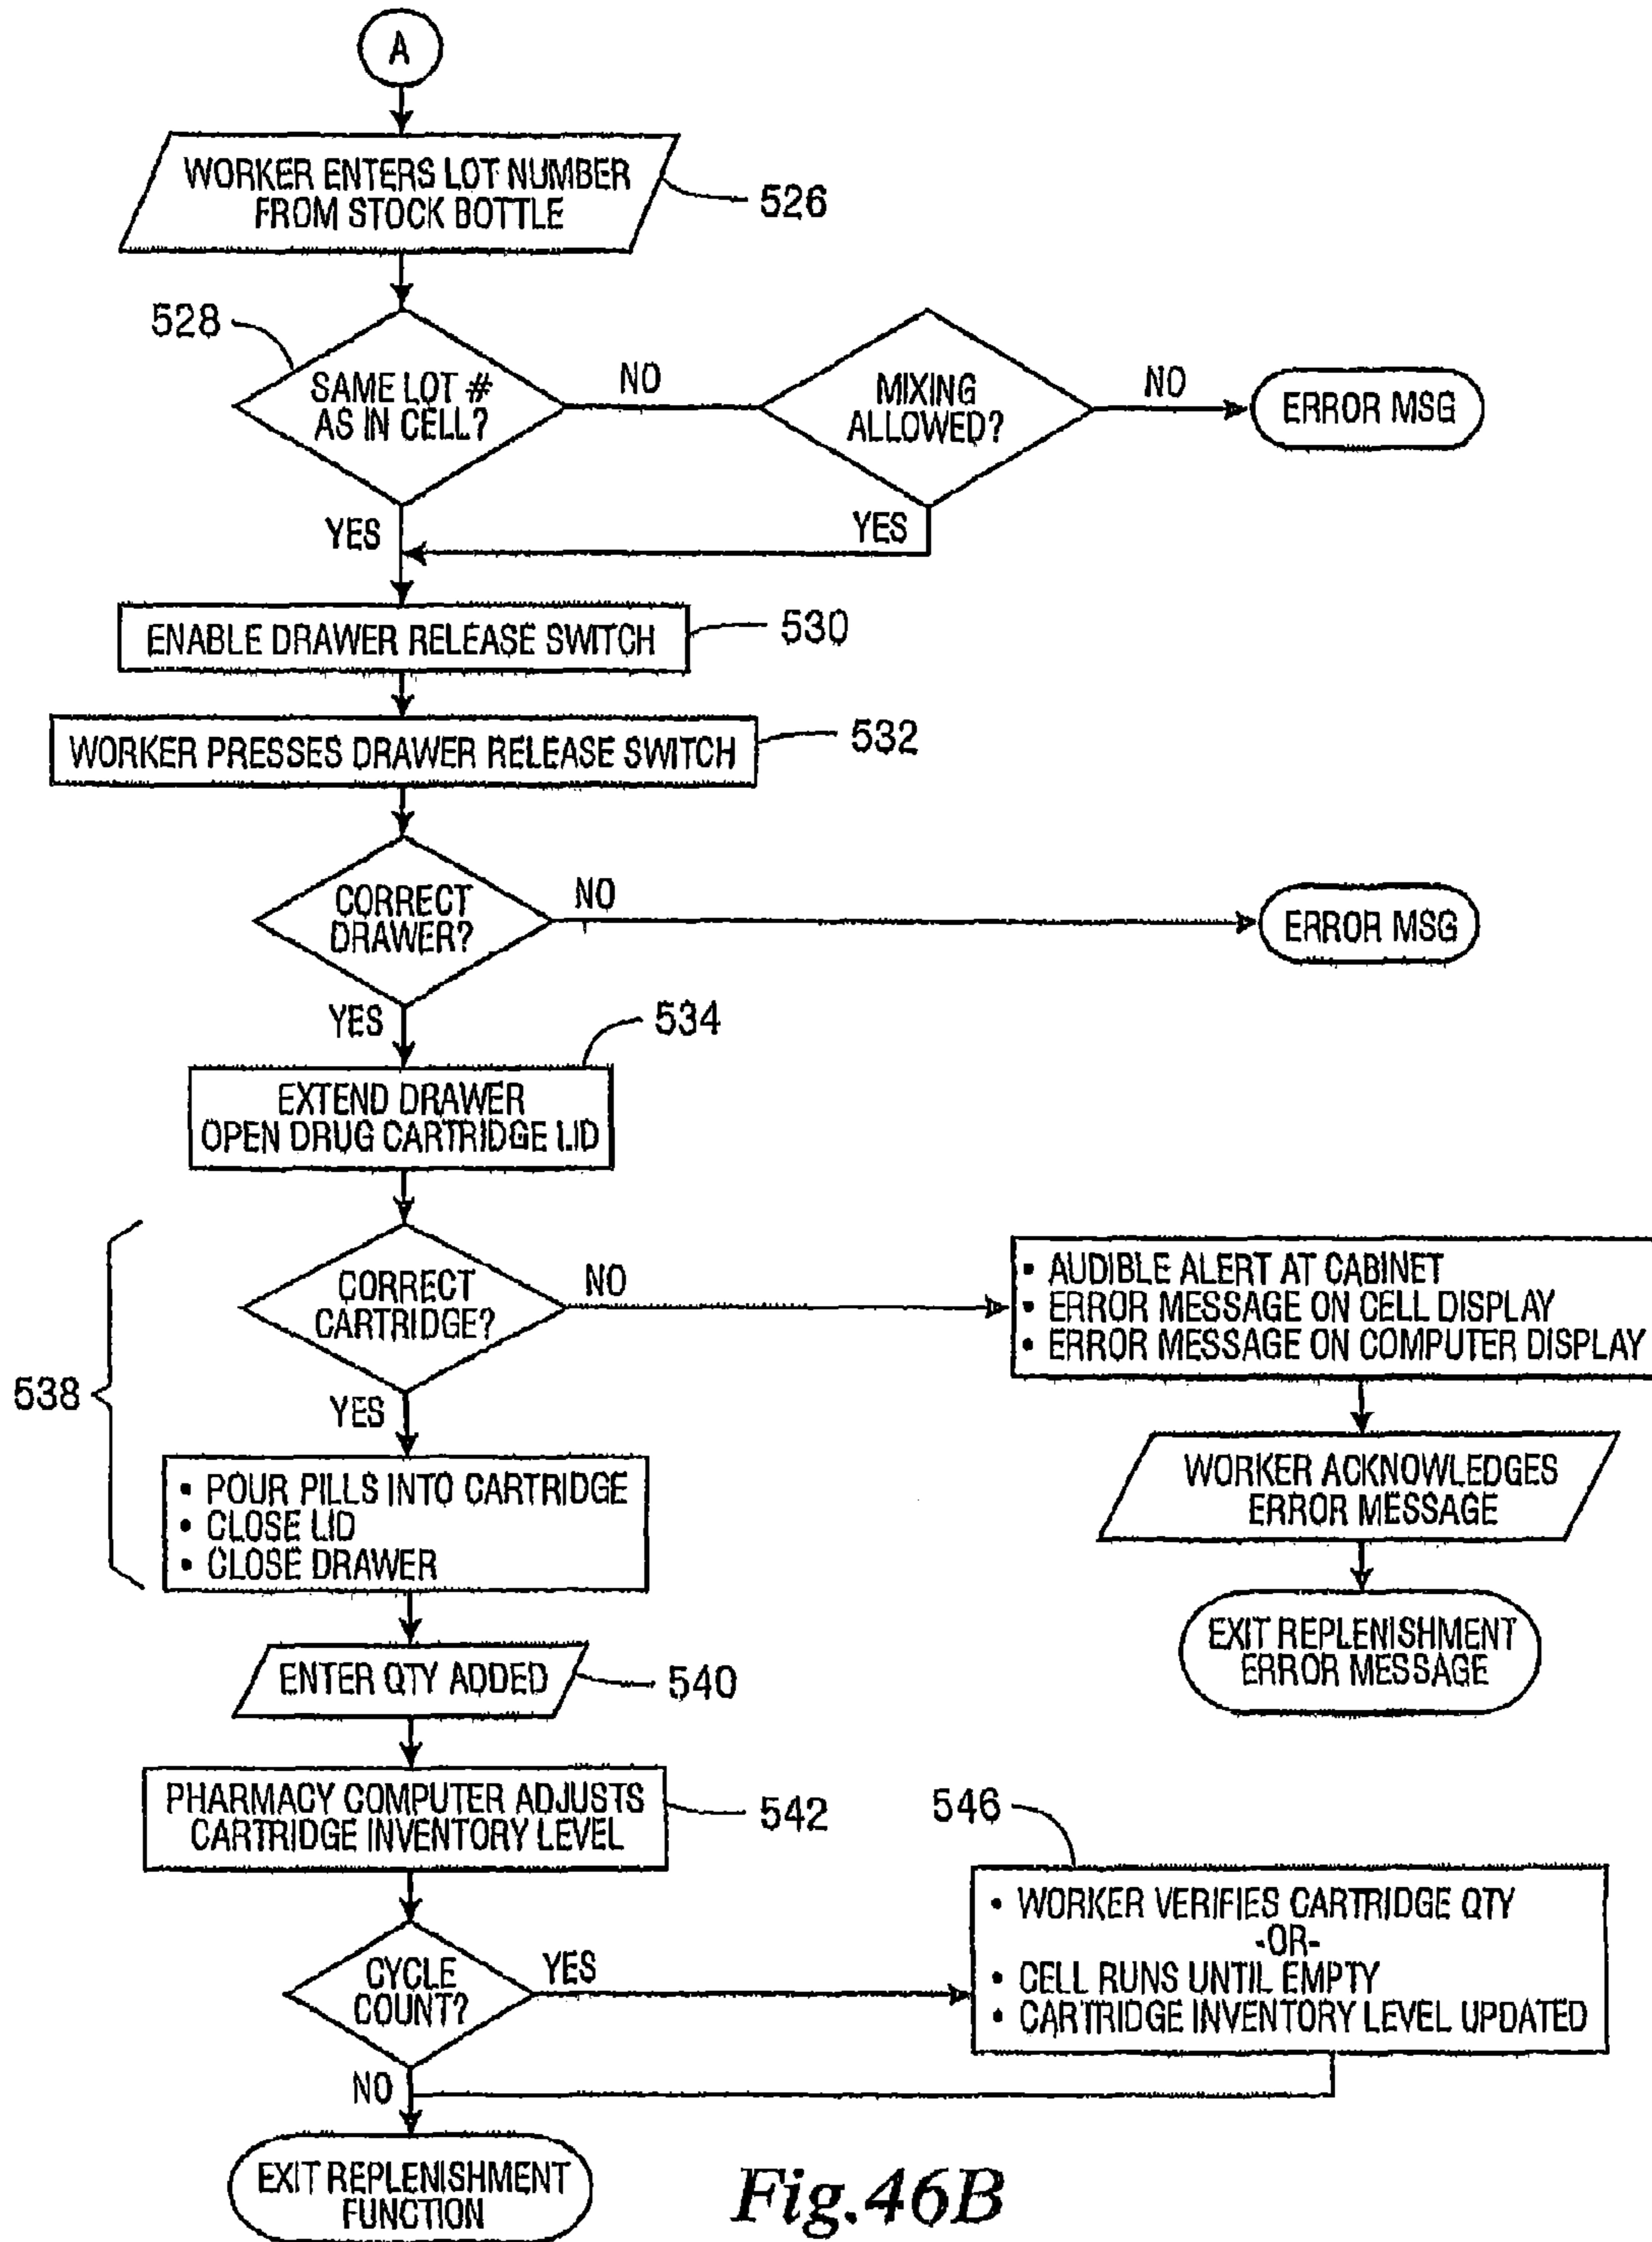 A
WORKER ENTERS LOT NUMBER
FROM STOCK BOTTLE
526
528
SAME LOT #
AS IN CELL?
NO
MIXING
ALLOWED?
NO
ERROR MSG
YES
YES
ENABLE DRAWER RELEASE SWITCH
530
WORKER PRESSES DRAWER RELEASE SWITCH
532
CORRECT
DRAWER?
NO
ERROR MSG
YES
534
EXTEND DRAWER
OPEN DRUG CARTRIDGE LID
538
CORRECT
CARTRIDGE?
NO
• AUDIBLE ALERT AT CABINET
• ERROR MESSAGE ON CELL DISPLAY
• ERROR MESSAGE ON COMPUTER DISPLAY
YES
WORKER ACKNOWLEDGES
ERROR MESSAGE
• POUR PILLS INTO CARTRIDGE
• CLOSE LID
• CLOSE DRAWER
EXIT REPLENISHMENT
ERROR MESSAGE
ENTER QTY ADDED
540
PHARMACY COMPUTER ADJUSTS
CARTRIDGE INVENTORY LEVEL
542
546
• WORKER VERIFIES CARTRIDGE QTY
-OR-
• CELL RUNS UNTIL EMPTY
• CARTRIDGE INVENTORY LEVEL UPDATED
CYCLE
COUNT?
YES
NO
EXIT REPLENISHMENT
FUNCTION
Fig.46B